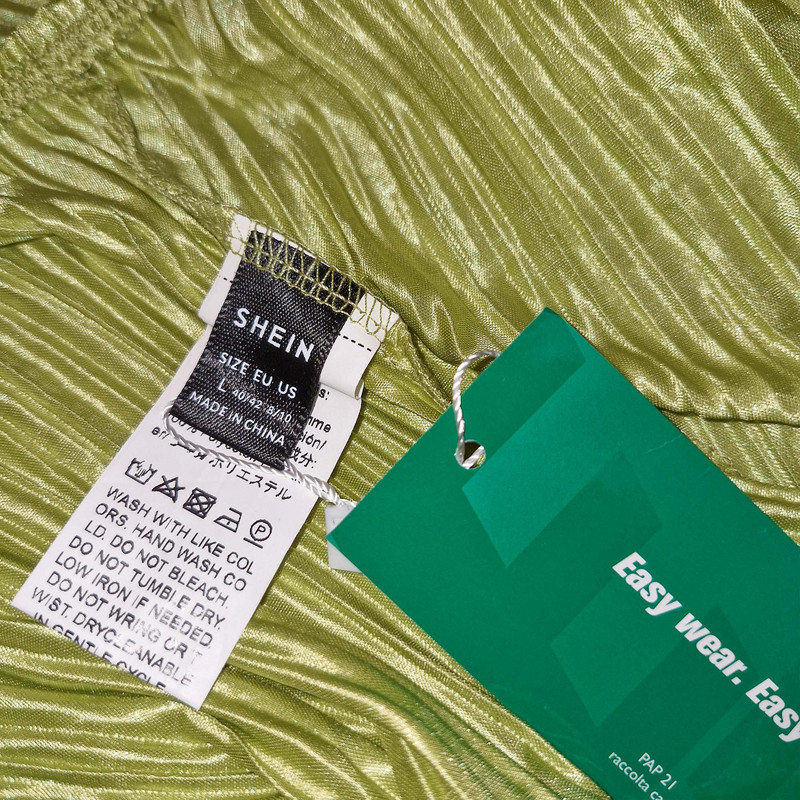 SHEIN
SIZE EU US
L 40/42 8/10
MADE IN CHINA
ポリエステル
WASH WITH LIKE COL
ORS. HAND WASH CO
LD. DO NOT BLEACH.
DO NOT TUMBLE DRY.
LOW IRON IF NEEDED
DO NOT WRING OR T
WIST. DRYCLEANABLE
IN GENTLE CYCLE
Easy wear. Easy
PAP 21
raccolta